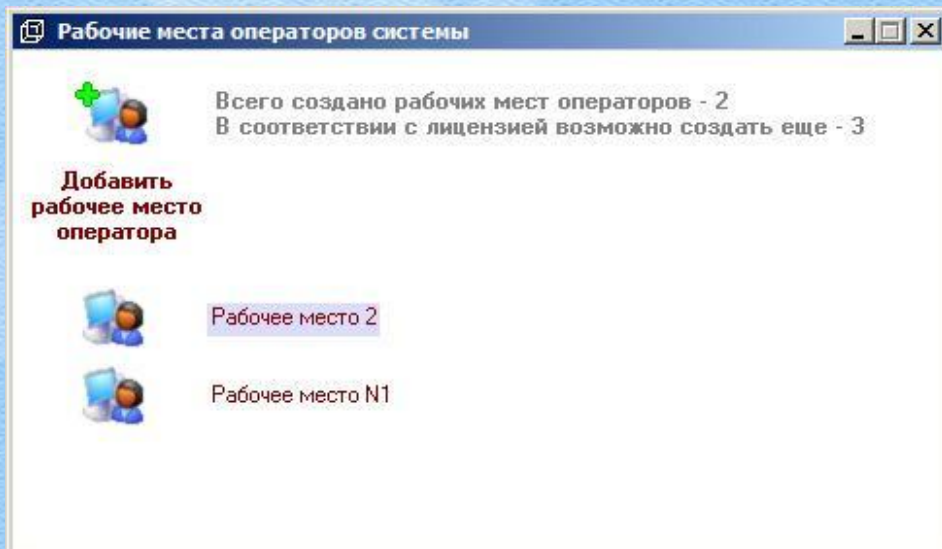 Рабочие места операторов системы
Всего создано рабочих мест операторов - 2
В соответствии с лицензией возможно создать еще - 3
Добавить
рабочее место
оператора
Рабочее место 2
Рабочее место N1